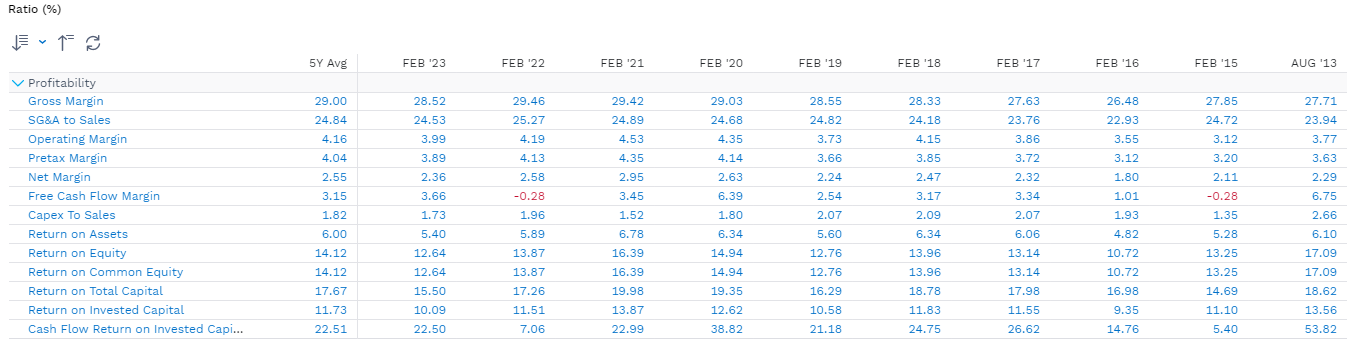 Ratio (%)
5Y Avg FEB '23 FEB '22 FEB '21 FEB '20 FEB '19 FEB '18 FEB '17 FEB '16 FEB '15 AUG '13
Profitability
Gross Margin 29.00 28.52 29.46 29.42 29.03 28.55 28.33 27.63 26.48 27.85 27.71
SG&A to Sales 24.84 24.53 25.27 24.89 24.68 24.82 24.18 23.76 22.93 24.72 23.94
Operating Margin 4.16 3.99 4.19 4.53 4.35 3.73 4.15 3.86 3.55 3.12 3.77
Pretax Margin 4.04 3.89 4.13 4.35 4.14 3.66 3.85 3.72 3.12 3.20 3.63
Net Margin 2.55 2.36 2.58 2.95 2.63 2.24 2.47 2.32 1.80 2.11 2.29
Free Cash Flow Margin 3.15 3.66 -0.28 3.45 6.39 2.54 3.17 3.34 1.01 -0.28 6.75
Capex To Sales 1.82 1.73 1.96 1.52 1.80 2.07 2.09 2.07 1.93 1.35 2.66
Return on Assets 6.00 5.40 5.89 6.78 6.34 5.60 6.34 6.06 4.82 5.28 6.10
Return on Equity 14.12 12.64 13.87 16.39 14.94 12.76 13.96 13.14 10.72 13.25 17.09
Return on Common Equity 14.12 12.64 13.87 16.39 14.94 12.76 13.96 13.14 10.72 13.25 17.09
Return on Total Capital 17.67 15.50 17.26 19.98 19.35 16.29 18.78 17.98 16.98 14.69 18.62
Return on Invested Capital 11.73 10.09 11.51 13.87 12.62 10.58 11.83 11.55 9.35 11.10 13.56
Cash Flow Return on Invested Capi... 22.51 22.50 7.06 22.99 38.82 21.18 24.75 26.62 14.76 5.40 53.82